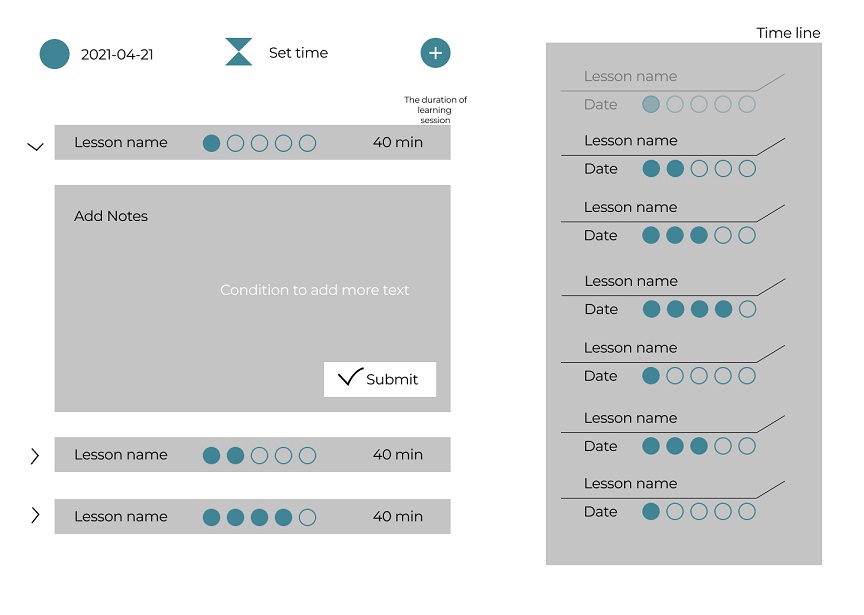 2021-04-21
Set time
+
The duration of
learning
session
Lesson name
40 min
Add Notes
Condition to add more text
Submit
Lesson name
40 min
Lesson name
40 min
Time line
Lesson name
Date
Lesson name
Date
Lesson name
Date
Lesson name
Date
Lesson name
Date
Lesson name
Date
Lesson name
Date